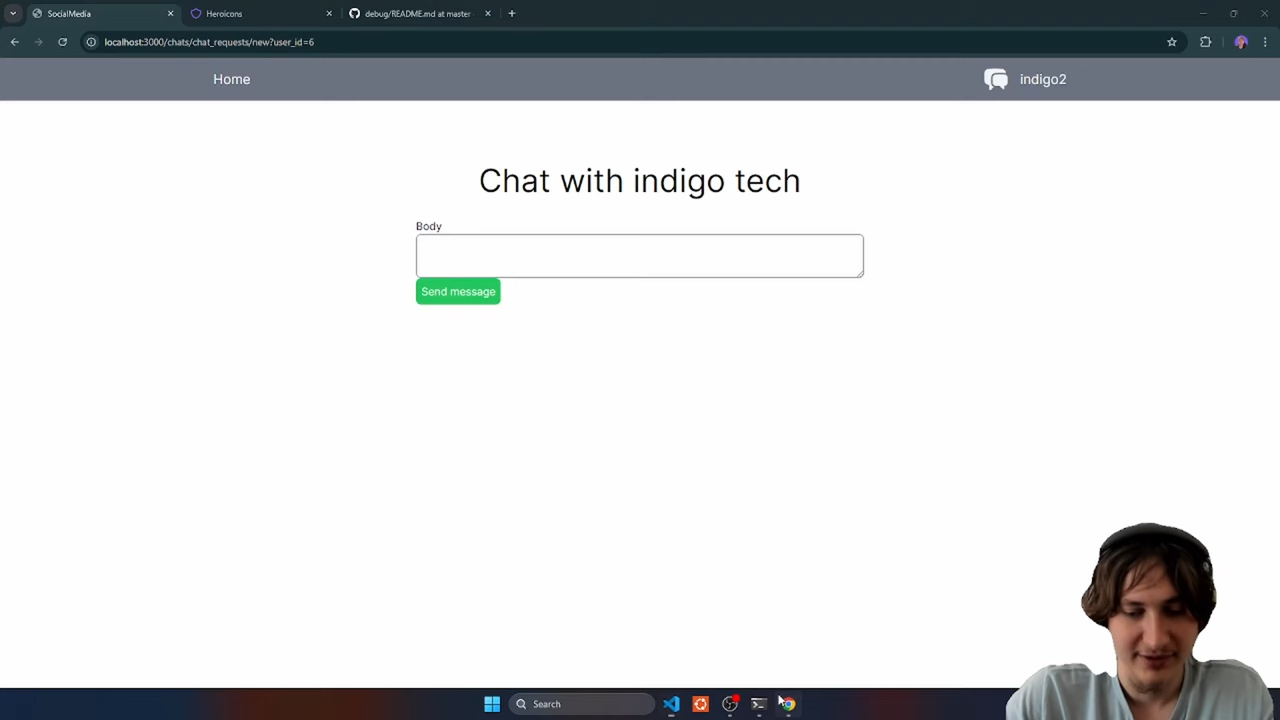 SocialMedia
Heroicons
debug/README.md at master
localhost:3000/chats/chat_requests/new?user_id=6
Home
indigo2
Chat with indigo tech
Body
Send message
Search